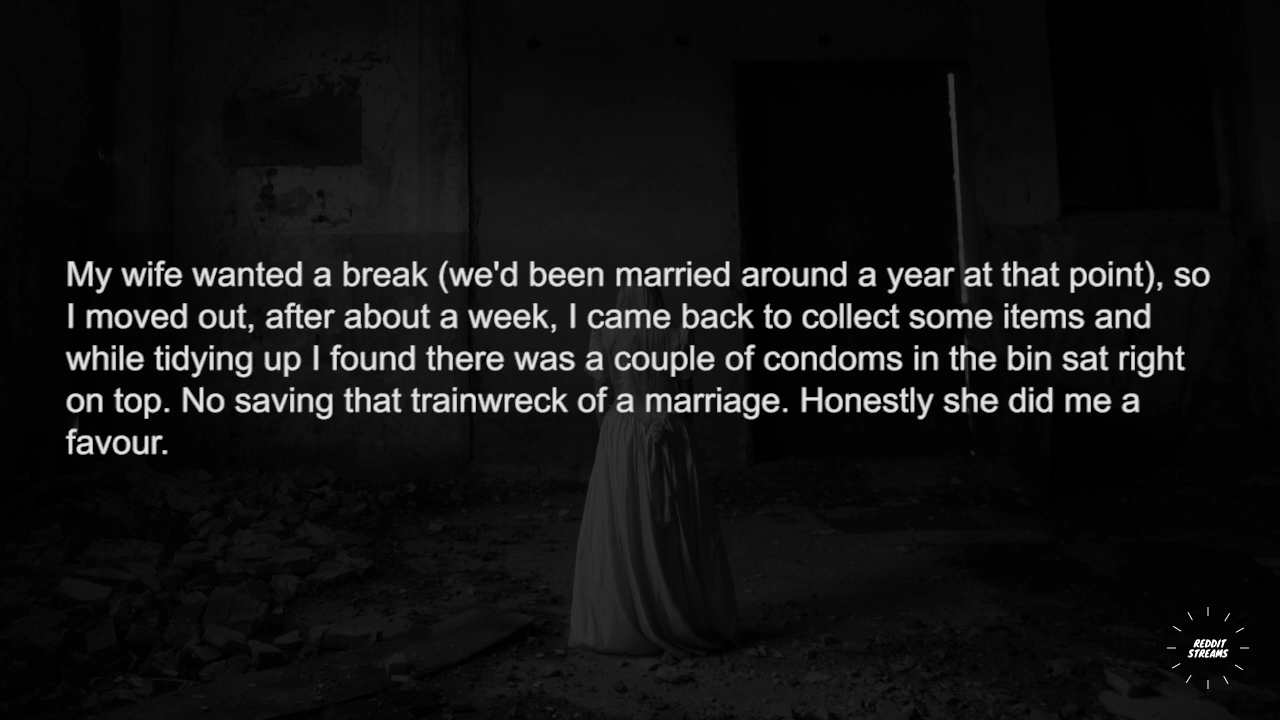 My wife wanted a break (we'd been married around a year at that point), so
I moved out, after about a week, I came back to collect some items and
while tidying up I found there was a couple of condoms in the bin sat right
on top. No saving that trainwreck of a marriage. Honestly she did me a
favour.
REDDIT
STREAMS